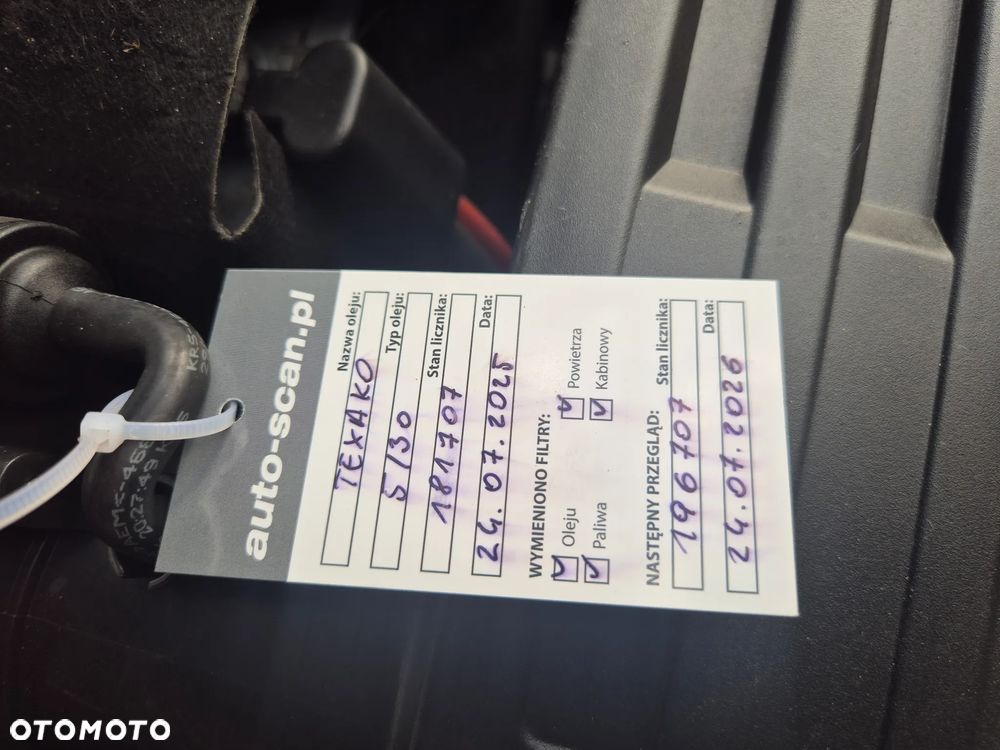 auto-scan.pl
Nazwa oleju:
TEXAKO
Typ oleju:
5/30
Stan licznika:
181707
Data:
24.07.2025
WYMIENIONO FILTRY:
Oleju Powietrza
Paliwa Kabinowy
NASTĘPNY PRZEGLĄD:
Stan licznika:
196707
Data:
24.07.2026
OTOMOTO